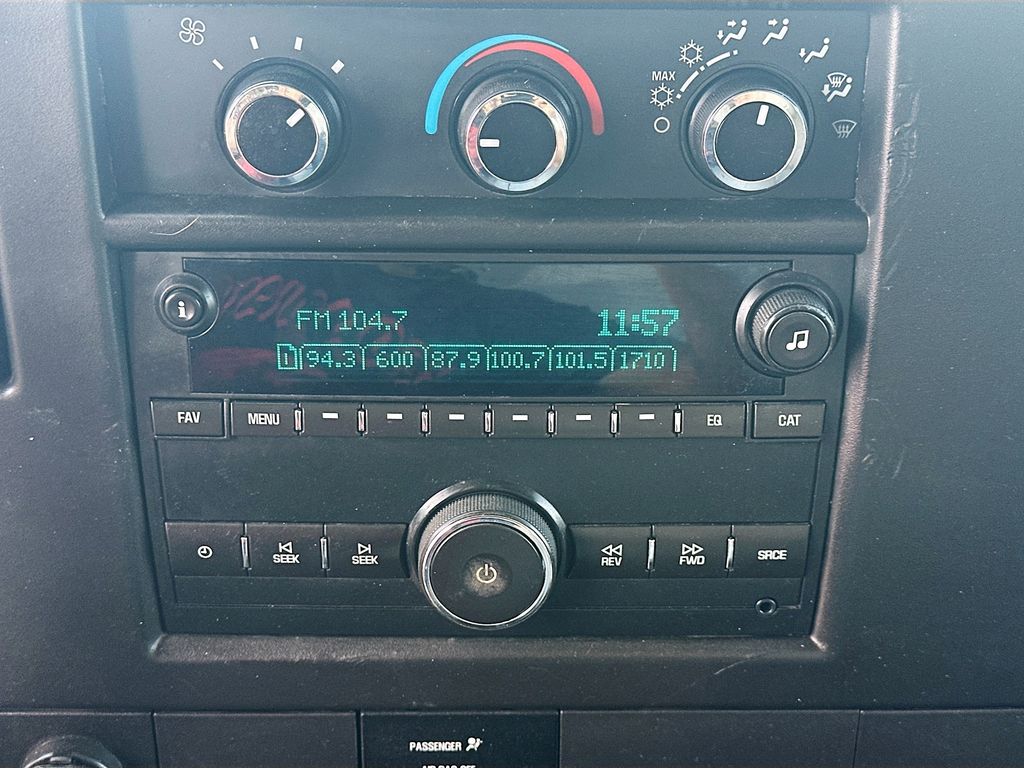 MAX
i
FM 104.7 11:57
1 94.3 600 87.9 100.7 101.5 1710
FAV MENU EQ CAT
SEEK SEEK REV FWD SRCE
PASSENGER